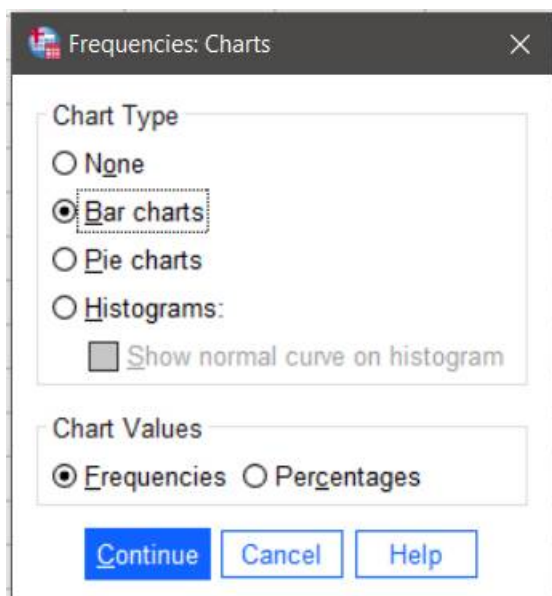 Frequencies: Charts
Chart Type
None
Bar charts
Pie charts
Histograms:
Show normal curve on histogram
Chart Values
Frequencies Percentages
Continue Cancel Help